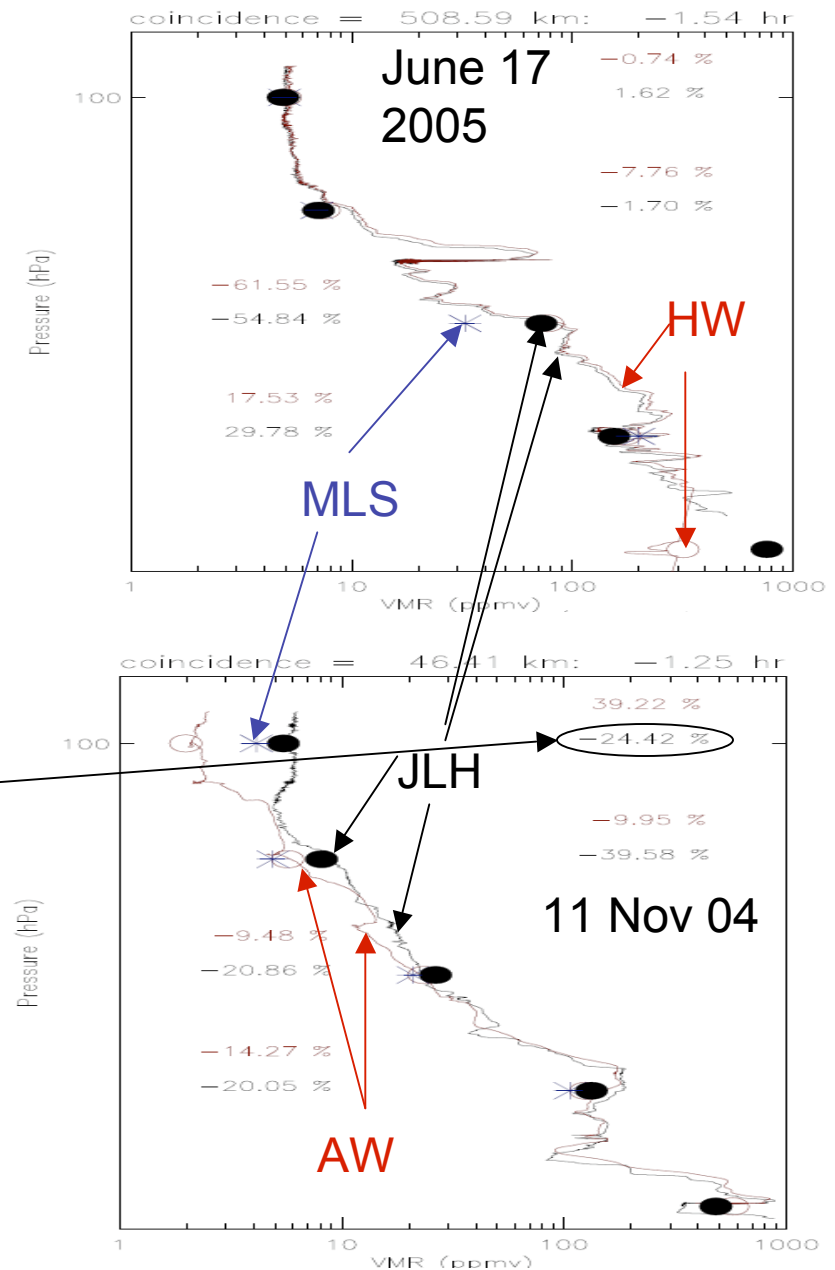 coincidence = 508.59 km: −1.54 hr
June 17
2005
−0.74 %
1.62 %
100
−7.76 %
−1.70 %
Pressure (hPa)
−61.55 %
−54.84 %
HW
17.53 %
29.78 %
MLS
1 10 100 1000
VMR (ppmv)
coincidence = 46.41 km: −1.25 hr
39.22 %
100
−24.42 %
JLH
−9.95 %
−39.58 %
11 Nov 04
Pressure (hPa)
−9.48 %
−20.86 %
−14.27 %
−20.05 %
AW
1 10 100 1000
VMR (ppmv)